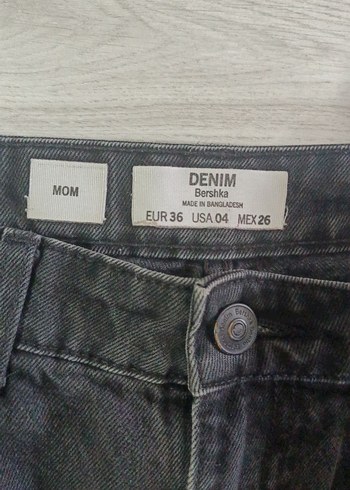 MOM
DENIM
Bershka
MADE IN BANGLADESH
EUR 36 USA 04 MEX 26